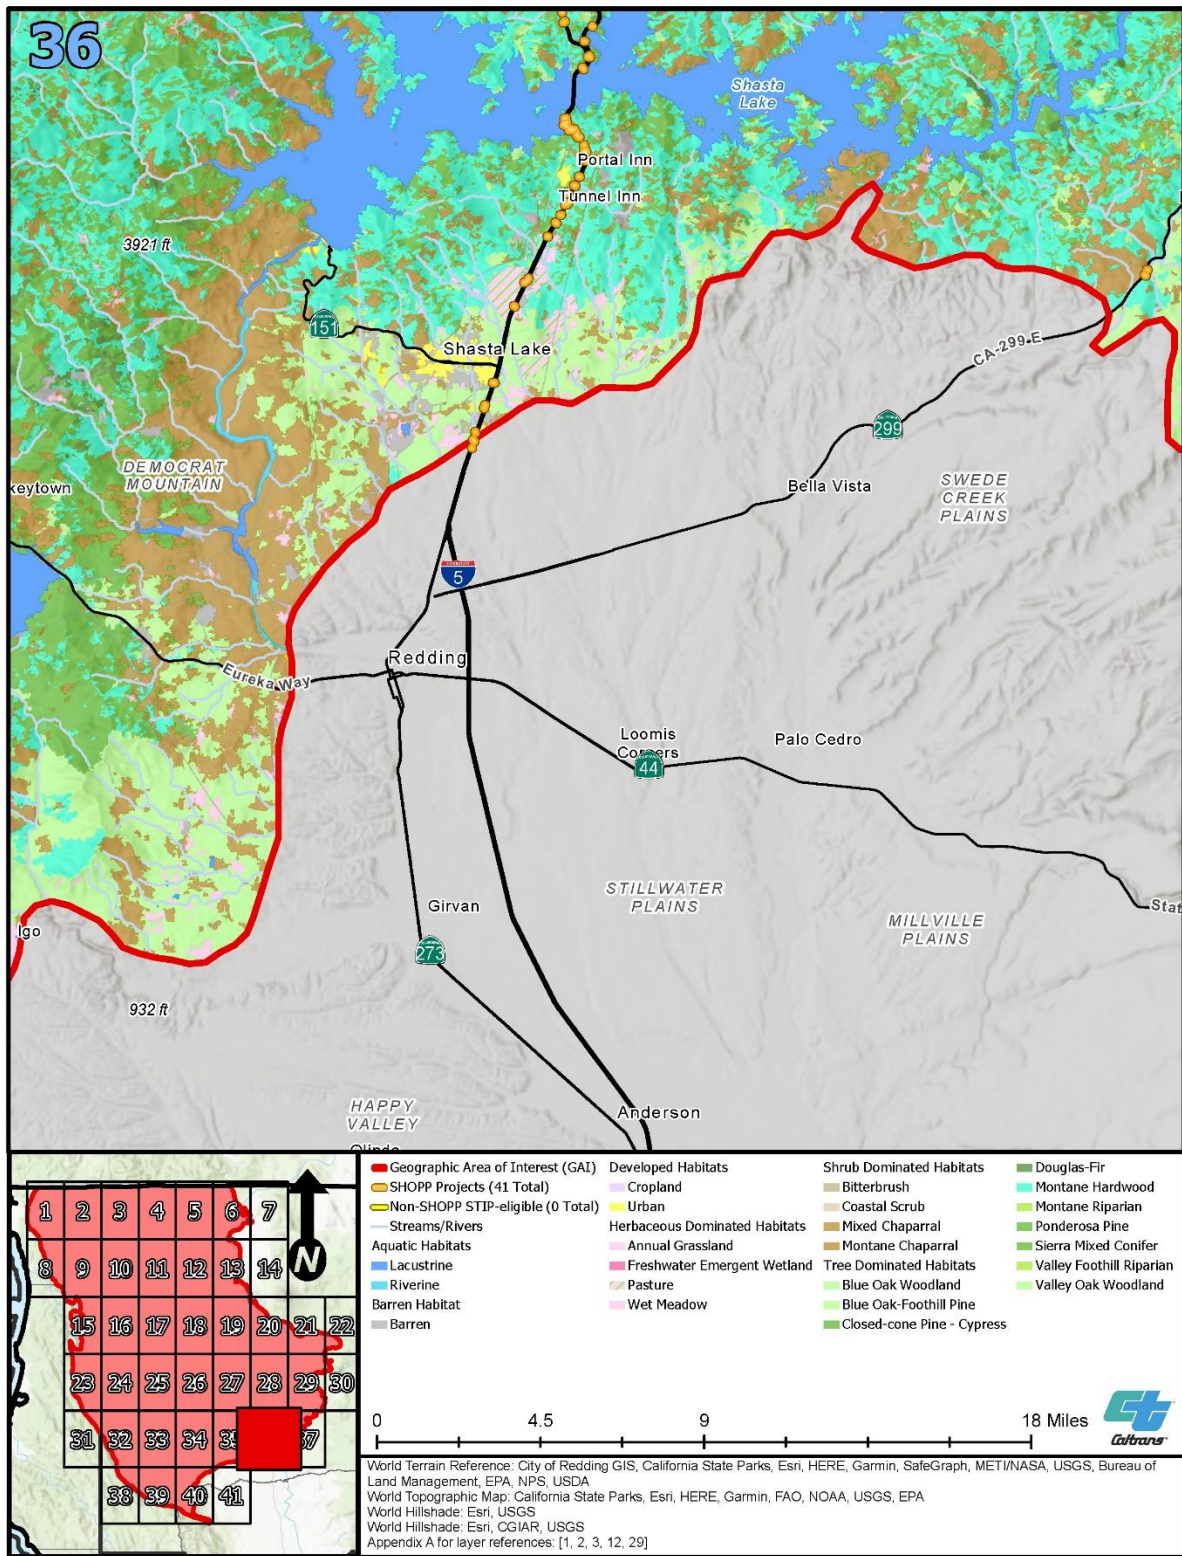 36
Shasta
Lake
Portal Inn
Tunnel Inn
3921 ft
151
Shasta Lake
CA-299 E
299
DEMOCRAT
MOUNTAIN
keytown
Bella Vista
SWEDE
CREEK
PLAINS
5
Redding
Eureka Way
Loomis
Corners
44
Palo Cedro
STILLWATER
PLAINS
Girvan
MILLVILLE
PLAINS
Stat
Igo
273
932 ft
HAPPY
VALLEY
Anderson
Olinda
1 2 3 4 5 6 7
8 9 10 11 12 13 14
15 16 17 18 19 20 21 22
23 24 25 26 27 28 29 30
31 32 33 34 35 37
38 39 40 41
N
Geographic Area of Interest (GAI)
SHOPP Projects (41 Total)
Non-SHOPP STIP-eligible (0 Total)
Streams/Rivers
Aquatic Habitats
Lacustrine
Riverine
Barren Habitat
Barren
Developed Habitats
Cropland
Urban
Herbaceous Dominated Habitats
Annual Grassland
Freshwater Emergent Wetland
Pasture
Wet Meadow
Shrub Dominated Habitats
Bitterbrush
Coastal Scrub
Mixed Chaparral
Montane Chaparral
Tree Dominated Habitats
Blue Oak Woodland
Blue Oak-Foothill Pine
Closed-cone Pine - Cypress
Douglas-Fir
Montane Hardwood
Montane Riparian
Ponderosa Pine
Sierra Mixed Conifer
Valley Foothill Riparian
Valley Oak Woodland
0 4.5 9 18 Miles
Caltrans
World Terrain Reference: City of Redding GIS, California State Parks, Esri, HERE, Garmin, SafeGraph, METI/NASA, USGS, Bureau of
Land Management, EPA, NPS, USDA
World Topographic Map: California State Parks, Esri, HERE, Garmin, FAO, NOAA, USGS, EPA
World Hillshade: Esri, USGS
World Hillshade: Esri, CGIAR, USGS
Appendix A for layer references: [1, 2, 3, 12, 29]